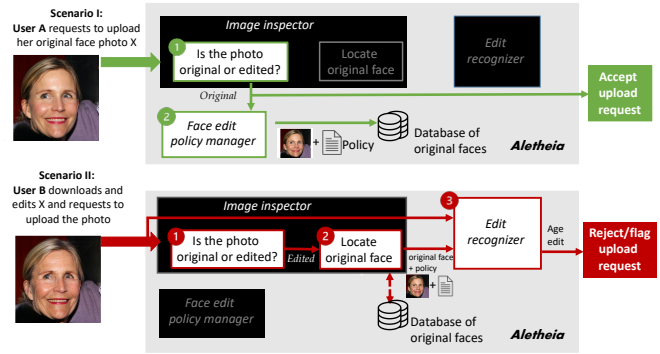 Scenario I:
User A requests to upload
her original face photo X
Image inspector
1
Is the photo
original or edited?
Locate
original face
Edit
recognizer
Original
2
Face edit
policy manager
+
Policy
Database of
original faces
Aletheia
Accept
upload
request
Scenario II:
User B downloads and
edits X and requests to
upload the photo
Image inspector
1
Is the photo
original or edited?
Edited
2
Locate
original face
3
Edit
recognizer
original face
+ policy
+
Age
edit
Reject/flag
upload
request
Face edit
policy manager
Database of
original faces
Aletheia